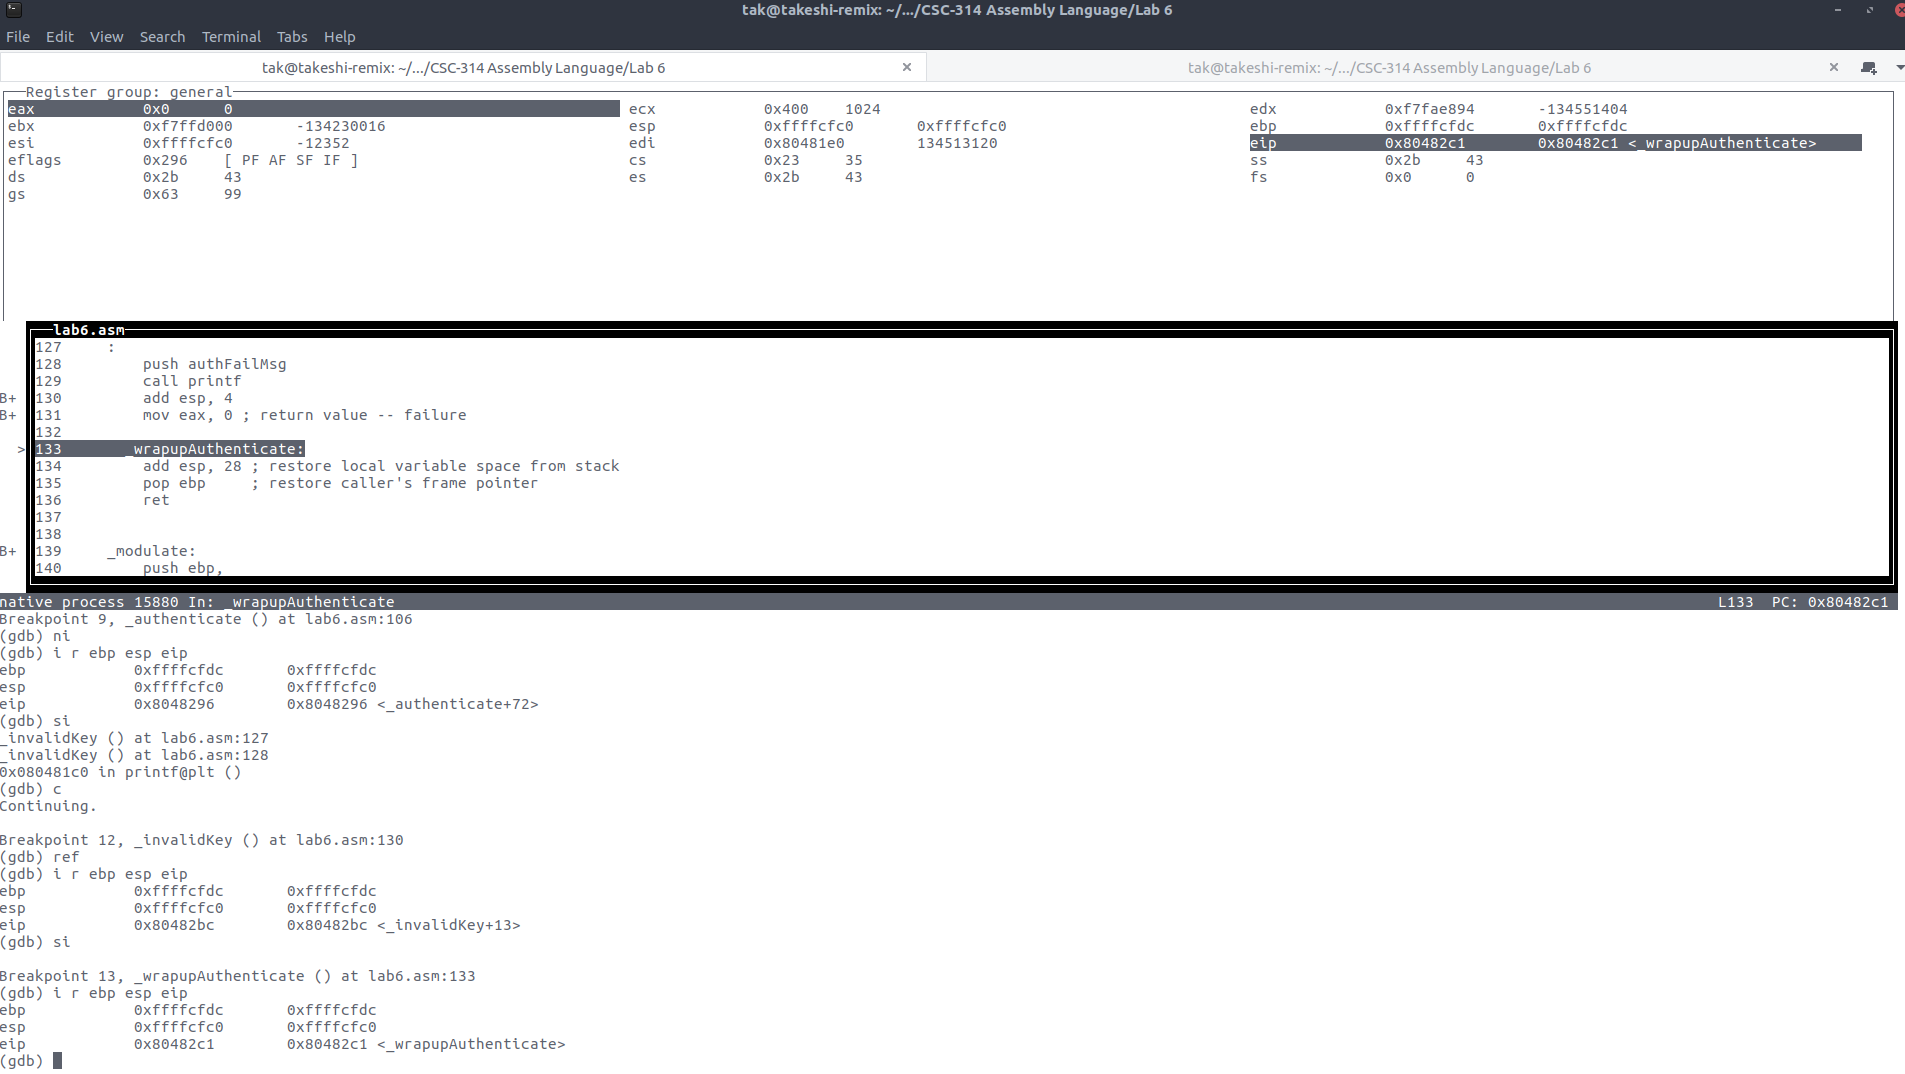 tak@takeshi-remix: ~/.../CSC-314 Assembly Language/Lab 6
File Edit View Search Terminal Tabs Help
tak@takeshi-remix: ~/.../CSC-314 Assembly Language/Lab 6 × tak@takeshi-remix: ~/.../CSC-314 Assembly Language/Lab 6 ×
Register group: general
eax 0x0 0 ecx 0x400 1024 edx 0xf7fae894 -134551404
ebx 0xf7ffd000 -134230016 esp 0xffffcfc0 0xffffcfc0 ebp 0xffffcfdc 0xffffcfdc
esi 0xffffcfc0 -12352 edi 0x80481e0 134513120 eip 0x80482c1 0x80482c1 <_wrapupAuthenticate>
eflags 0x296 [ PF AF SF IF ] cs 0x23 35 ss 0x2b 43
ds 0x2b 43 es 0x2b 43 fs 0x0 0
gs 0x63 99
lab6.asm
127 :
128 push authFailMsg
129 call printf
B+ 130 add esp, 4
B+ 131 mov eax, 0 ; return value -- failure
132
> 133 _wrapupAuthenticate:
134 add esp, 28 ; restore local variable space from stack
135 pop ebp ; restore caller's frame pointer
136 ret
137
138
B+ 139 _modulate:
140 push ebp,
native process 15880 In: _wrapupAuthenticate L133 PC: 0x80482c1
Breakpoint 9, _authenticate () at lab6.asm:106
(gdb) ni
(gdb) i r ebp esp eip
ebp 0xffffcfdc 0xffffcfdc
esp 0xffffcfc0 0xffffcfc0
eip 0x8048296 0x8048296 <_authenticate+72>
(gdb) si
_invalidKey () at lab6.asm:127
_invalidKey () at lab6.asm:128
0x080481c0 in printf@plt ()
(gdb) c
Continuing.
Breakpoint 12, _invalidKey () at lab6.asm:130
(gdb) ref
(gdb) i r ebp esp eip
ebp 0xffffcfdc 0xffffcfdc
esp 0xffffcfc0 0xffffcfc0
eip 0x80482bc 0x80482bc <_invalidKey+13>
(gdb) si
Breakpoint 13, _wrapupAuthenticate () at lab6.asm:133
(gdb) i r ebp esp eip
ebp 0xffffcfdc 0xffffcfdc
esp 0xffffcfc0 0xffffcfc0
eip 0x80482c1 0x80482c1 <_wrapupAuthenticate>
(gdb)